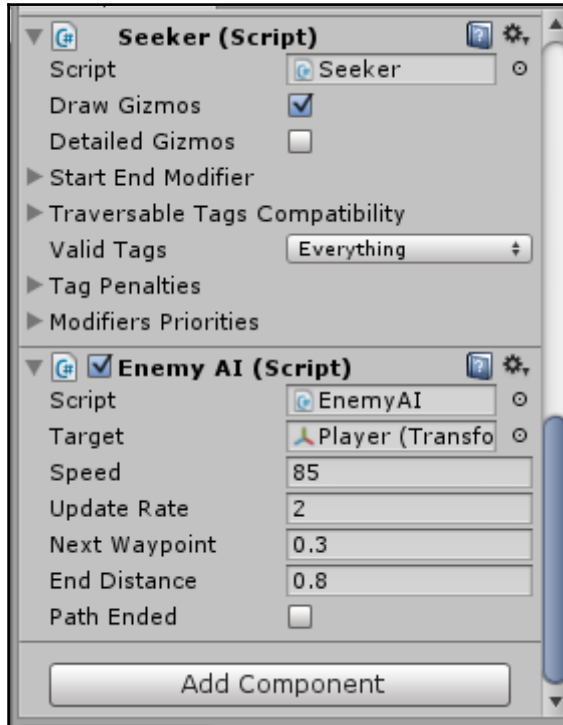 Seeker (Script)
Script Seeker
Draw Gizmos
Detailed Gizmos
Start End Modifier
Traversable Tags Compatibility
Valid Tags Everything
Tag Penalties
Modifiers Priorities
Enemy AI (Script)
Script EnemyAI
Target Player (Transfo
Speed 85
Update Rate 2
Next Waypoint 0.3
End Distance 0.8
Path Ended
Add Component